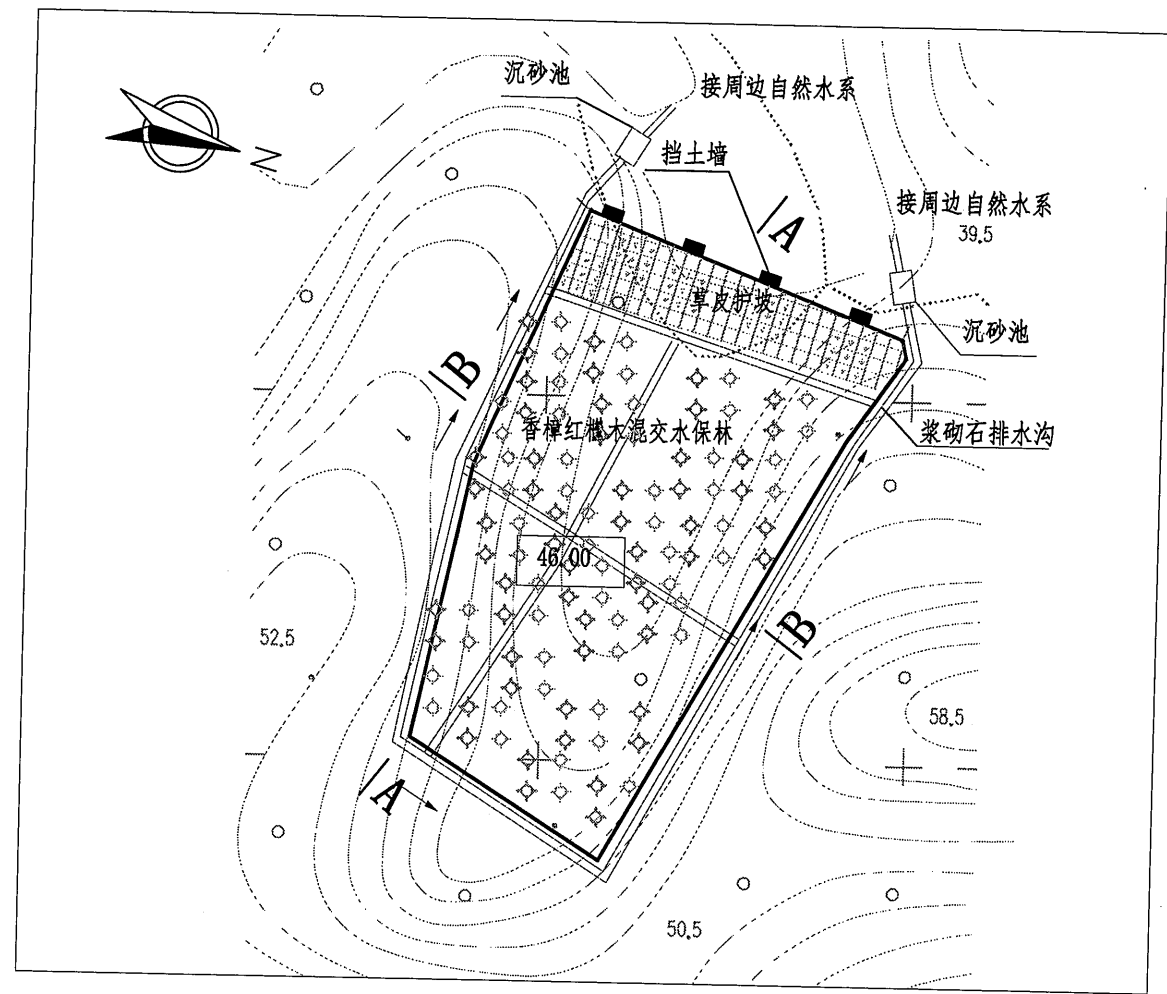 沉砂池
接周边自然水系
挡土墙
N
A
接周边自然水系
39.5
草皮护坡
沉砂池
B
香樟红檵木混交水保林
浆砌石排水沟
46.00
52.5
B
58.5
A
50.5